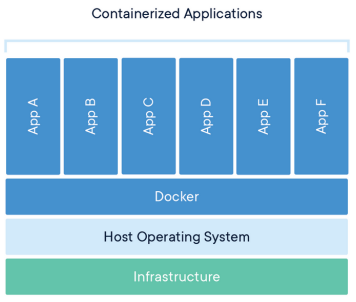 Containerized Applications
App A
App B
App C
App D
App E
App F
Docker
Host Operating System
Infrastructure